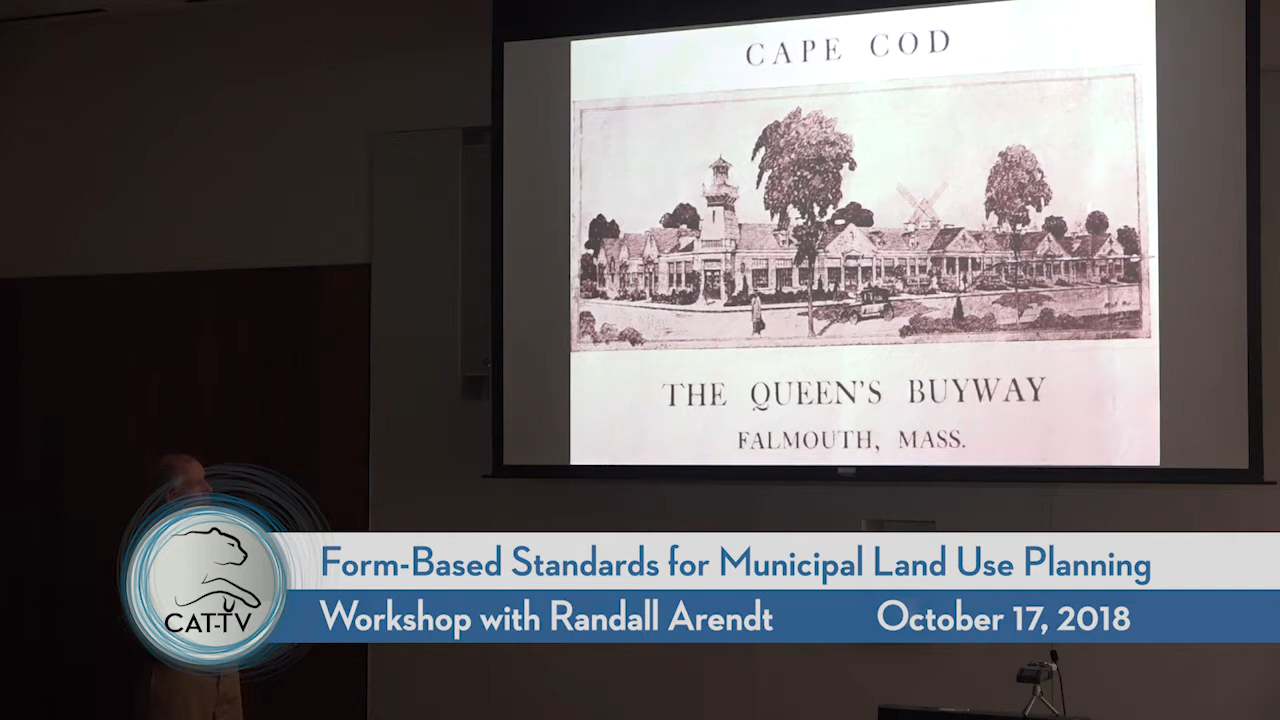 CAPE COD
THE QUEEN'S BUYWAY
FALMOUTH, MASS.
Form-Based Standards for Municipal Land Use Planning
Workshop with Randall Arendt October 17, 2018
CAT-TV